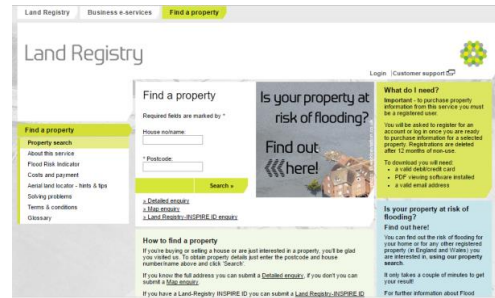 Land Registry
Business e-services
Find a property
Land Registry
Login |Customer support
Find a property
Property search
About this service
Flood Risk Indicator
Costs and payment
Aerial land locator - hints & tips
Solving problems
Terms & conditions
Glossary
Find a property
Required fields are marked by *
House no/name:
* Postcode:
Search »
» Detailed enquiry
» Map enquiry
» Land Registry-INSPIRE ID enquiry
Is your property at
risk of flooding?
Find out
here!
How to find a property
If you're buying or selling a house or are just interested in a property, you'll be glad
you visited us. To obtain property details just enter the postcode and house
number/name above and click 'Search'.
If you know the full address you can submit a Detailed enquiry, if you don't you can
submit a Map enquiry.
If you have a Land-Registry INSPIRE ID you can submit a Land Registry-INSPIRE ID
What do I need?
Important - to purchase property
information from this service you must
be a registered user.
You will be asked to register for an
account or log in once you are ready
to purchase information for a selected
property. Registrations are deleted
after 12 months of non-use.
To download you will need:
• a valid debit/credit card
• PDF viewing software installed
• a valid email address
Is your property at risk of
flooding?
Find out here!
You can find out the risk of flooding for
your home or for any other registered
property (in England and Wales) you
are interested in, using our property
search.
It only takes a couple of minutes to get
your result!
For further information about Flood